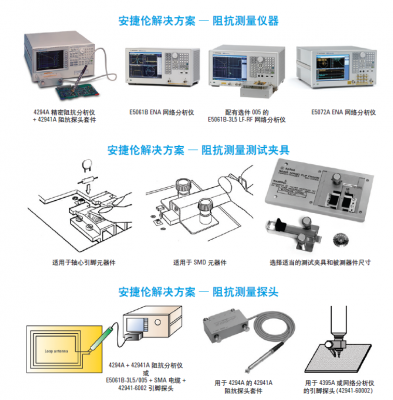 安捷伦解决方案 — 阻抗测量仪器
4294A 精密阻抗分析仪
+ 42941A 阻抗探头套件
E5061B ENA 网络分析仪
配有选件 005 的
E5061B-3L5 LF-RF 网络分析仪
E5072A ENA 网络分析仪
安捷伦解决方案 — 阻抗测量测试夹具
适用于轴心引脚元器件
适用于 SMD 元器件
选择适当的测试夹具和被测器件尺寸
安捷伦解决方案 — 阻抗测量探头
Loop antenna
4294A + 42941A 阻抗分析仪
或
E5061B-3L5/005 + SMA 电缆 +
42941-6002 引脚探头
用于 4294A 的 42941A
阻抗探头套件
用于 4395A 或网络分析仪
的引脚探头 (42941-60002)